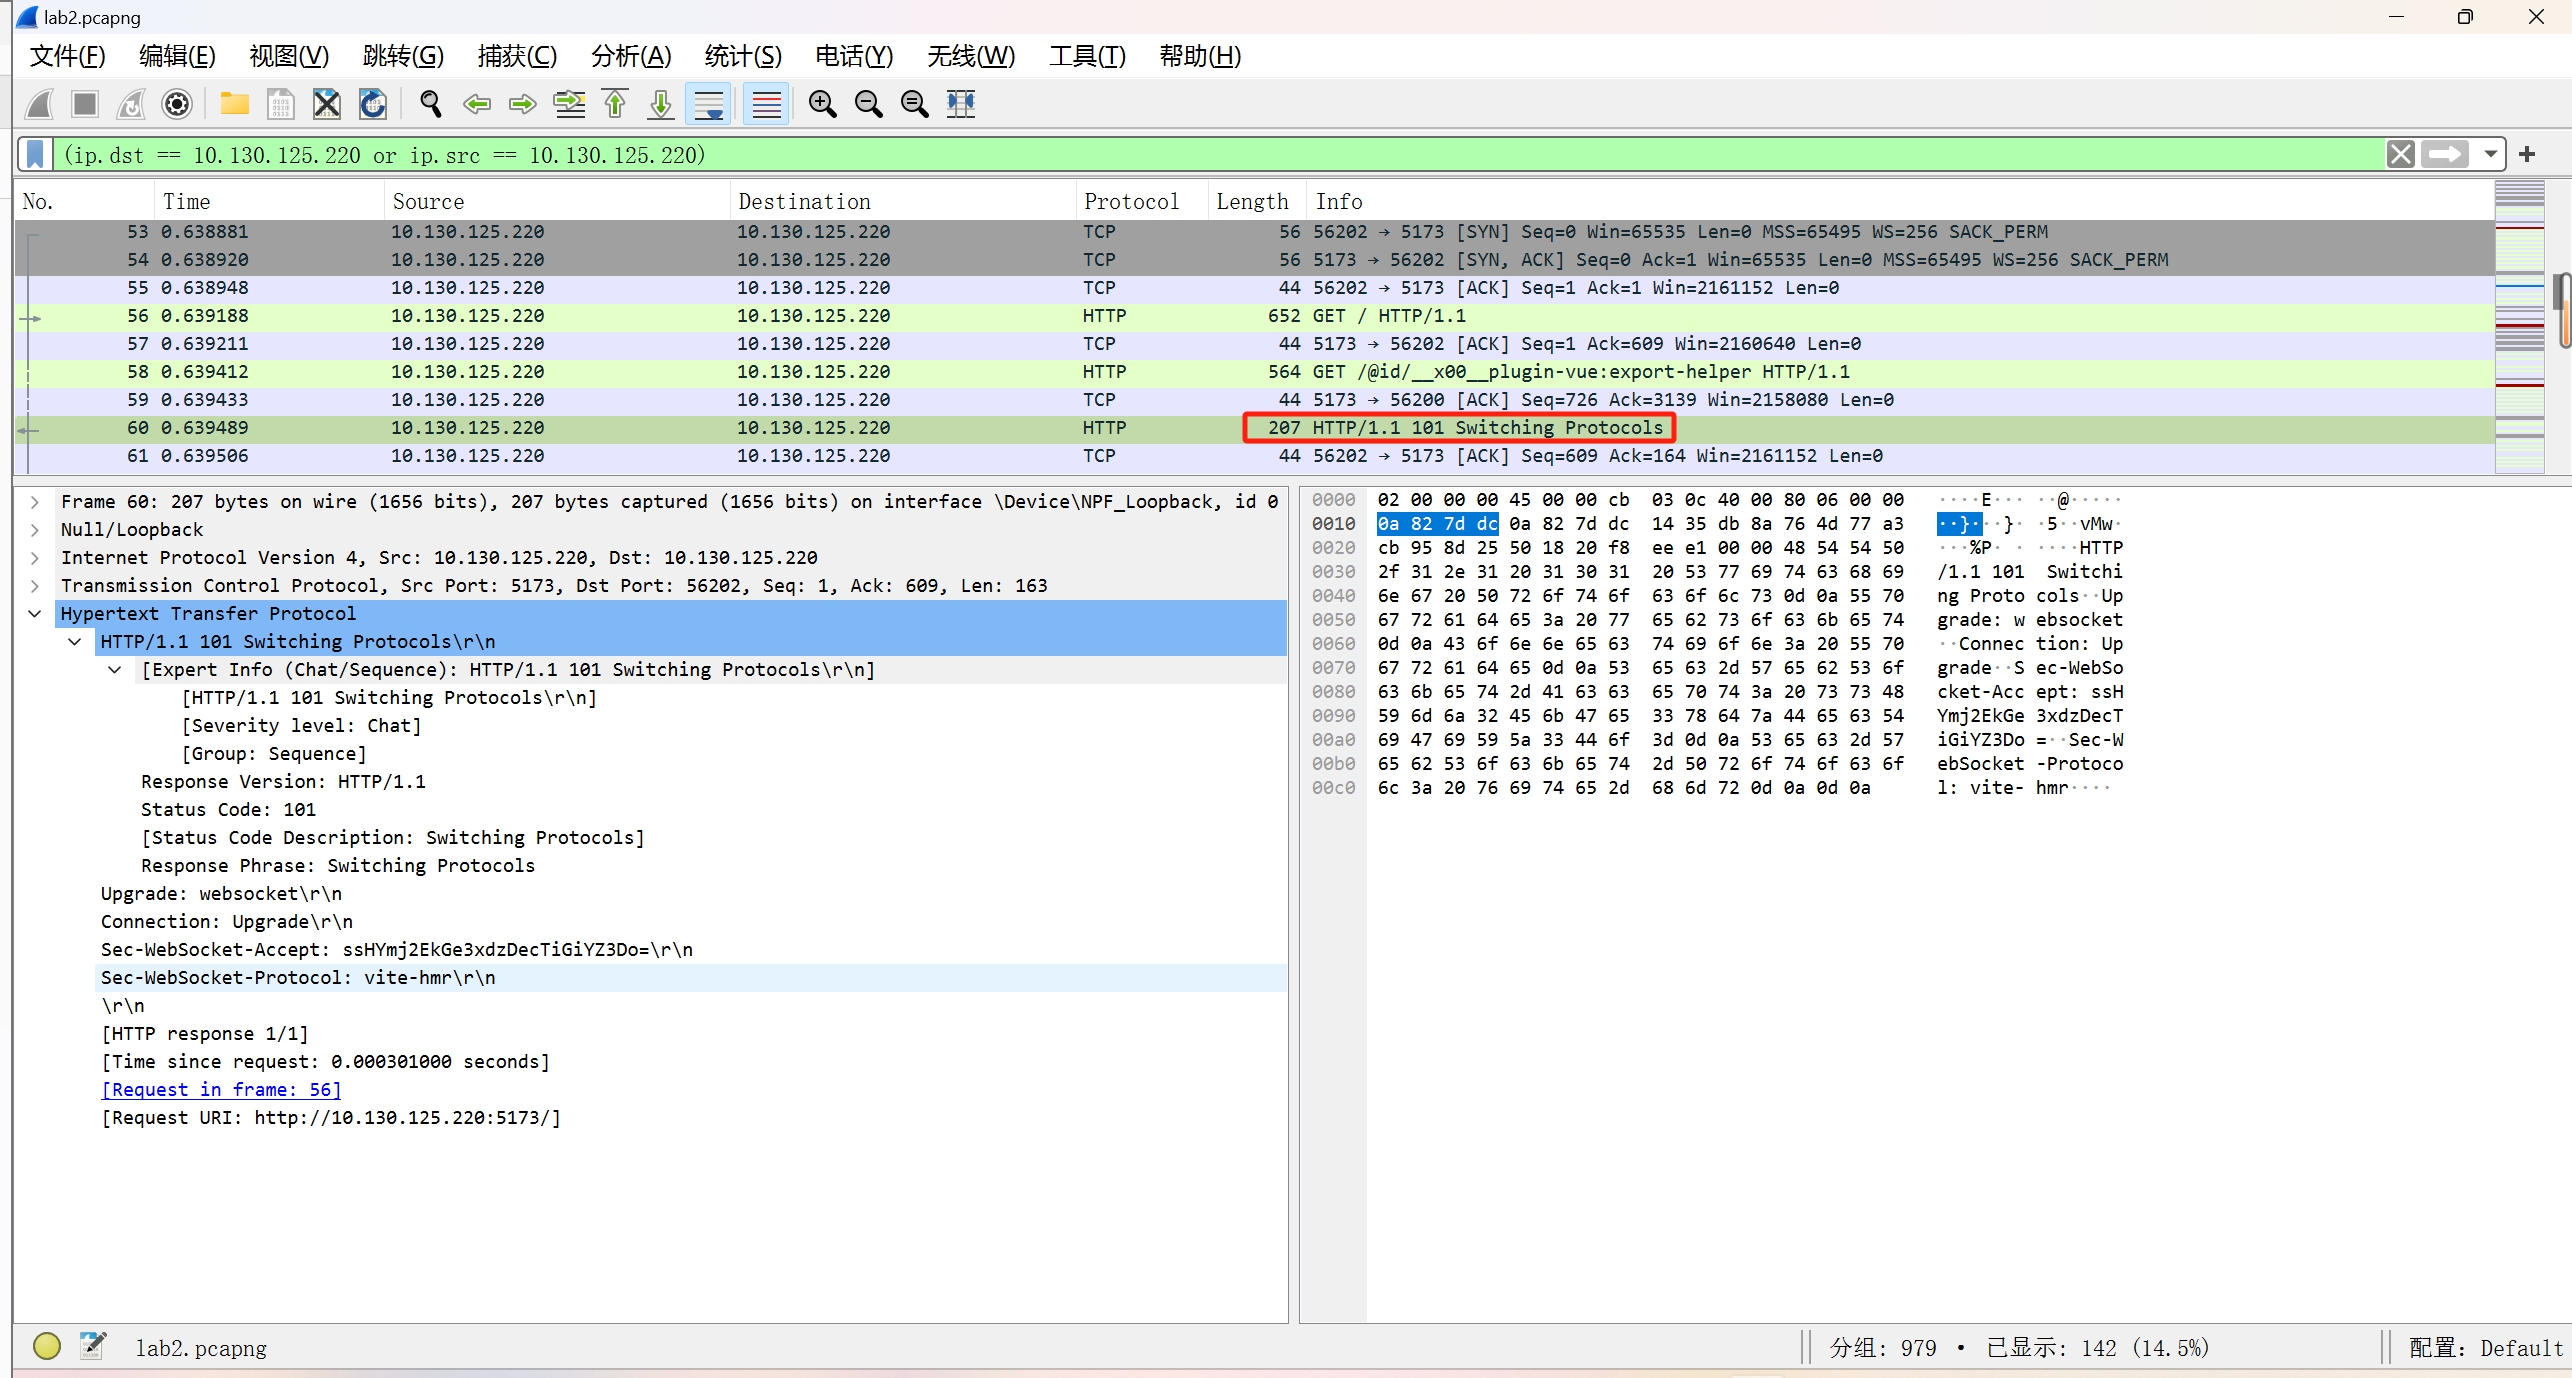 lab2.pcapng
文件(F) 编辑(E) 视图(V) 跳转(G) 捕获(C) 分析(A) 统计(S) 电话(Y) 无线(W) 工具(T) 帮助(H)
(ip.dst == 10.130.125.220 or ip.src == 10.130.125.220)
No. Time Source Destination Protocol Length Info
53 0.638881 10.130.125.220 10.130.125.220 TCP 56 56202 → 5173 [SYN] Seq=0 Win=65535 Len=0 MSS=65495 WS=256 SACK_PERM
54 0.638920 10.130.125.220 10.130.125.220 TCP 56 5173 → 56202 [SYN, ACK] Seq=0 Ack=1 Win=65535 Len=0 MSS=65495 WS=256 SACK_PERM
55 0.638948 10.130.125.220 10.130.125.220 TCP 44 56202 → 5173 [ACK] Seq=1 Ack=1 Win=2161152 Len=0
56 0.639188 10.130.125.220 10.130.125.220 HTTP 652 GET / HTTP/1.1
57 0.639211 10.130.125.220 10.130.125.220 TCP 44 5173 → 56202 [ACK] Seq=1 Ack=609 Win=2160640 Len=0
58 0.639412 10.130.125.220 10.130.125.220 HTTP 564 GET /@id/__x00__plugin-vue:export-helper HTTP/1.1
59 0.639433 10.130.125.220 10.130.125.220 TCP 44 5173 → 56200 [ACK] Seq=726 Ack=3139 Win=2158080 Len=0
60 0.639489 10.130.125.220 10.130.125.220 HTTP 207 HTTP/1.1 101 Switching Protocols
61 0.639506 10.130.125.220 10.130.125.220 TCP 44 56202 → 5173 [ACK] Seq=609 Ack=164 Win=2161152 Len=0
Frame 60: 207 bytes on wire (1656 bits), 207 bytes captured (1656 bits) on interface \Device\NPF_Loopback, id 0
Null/Loopback
Internet Protocol Version 4, Src: 10.130.125.220, Dst: 10.130.125.220
Transmission Control Protocol, Src Port: 5173, Dst Port: 56202, Seq: 1, Ack: 609, Len: 163
Hypertext Transfer Protocol
HTTP/1.1 101 Switching Protocols\r\n
[Expert Info (Chat/Sequence): HTTP/1.1 101 Switching Protocols\r\n]
[HTTP/1.1 101 Switching Protocols\r\n]
[Severity level: Chat]
[Group: Sequence]
Response Version: HTTP/1.1
Status Code: 101
[Status Code Description: Switching Protocols]
Response Phrase: Switching Protocols
Upgrade: websocket\r\n
Connection: Upgrade\r\n
Sec-WebSocket-Accept: ssHYmj2EkGe3xdzDecTiGiYZ3Do=\r\n
Sec-WebSocket-Protocol: vite-hmr\r\n
\r\n
[HTTP response 1/1]
[Time since request: 0.000301000 seconds]
[Request in frame: 56]
[Request URI: http://10.130.125.220:5173/]
0000 02 00 00 00 45 00 00 cb 03 0c 40 00 80 06 00 00 ····E··· ··@·····
0010 0a 82 7d dc 0a 82 7d dc 14 35 db 8a 76 4d 77 a3 ··}···}· ·5··vMw·
0020 cb 95 8d 25 50 18 20 f8 ee e1 00 00 48 54 54 50 ···%P· · ····HTTP
0030 2f 31 2e 31 20 31 30 31 20 53 77 69 74 63 68 69 /1.1 101 Switchi
0040 6e 67 20 50 72 6f 74 6f 63 6f 6c 73 0d 0a 55 70 ng Proto cols··Up
0050 67 72 61 64 65 3a 20 77 65 62 73 6f 63 6b 65 74 grade: w ebsocket
0060 0d 0a 43 6f 6e 6e 65 63 74 69 6f 6e 3a 20 55 70 ··Connec tion: Up
0070 67 72 61 64 65 0d 0a 53 65 63 2d 57 65 62 53 6f grade··S ec-WebSo
0080 63 6b 65 74 2d 41 63 63 65 70 74 3a 20 73 73 48 cket-Acc ept: ssH
0090 59 6d 6a 32 45 6b 47 65 33 78 64 7a 44 65 63 54 Ymj2EkGe 3xdzDecT
00a0 69 47 69 59 5a 33 44 6f 3d 0d 0a 53 65 63 2d 57 iGiYZ3Do =··Sec-W
00b0 65 62 53 6f 63 6b 65 74 2d 50 72 6f 74 6f 63 6f ebSocket -Protoco
00c0 6c 3a 20 76 69 74 65 2d 68 6d 72 0d 0a 0d 0a l: vite- hmr····
lab2.pcapng 分组: 979 · 已显示: 142 (14.5%) 配置: Default